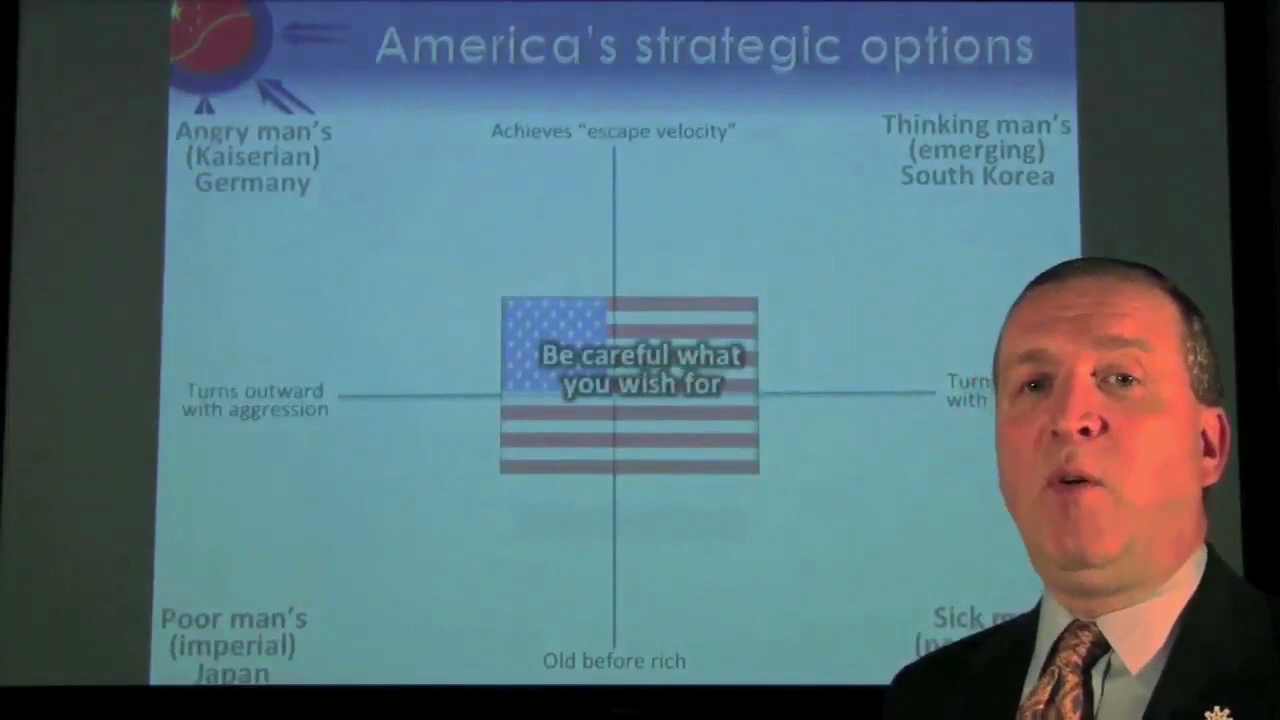 America's strategic options
Angry man's
(Kaiserian)
Germany
Achieves “escape velocity”
Thinking man's
(emerging)
South Korea
Be careful what
you wish for
Turns outward
with aggression
with
Poor man's
(imperial)
Japan
Old before rich
Sick